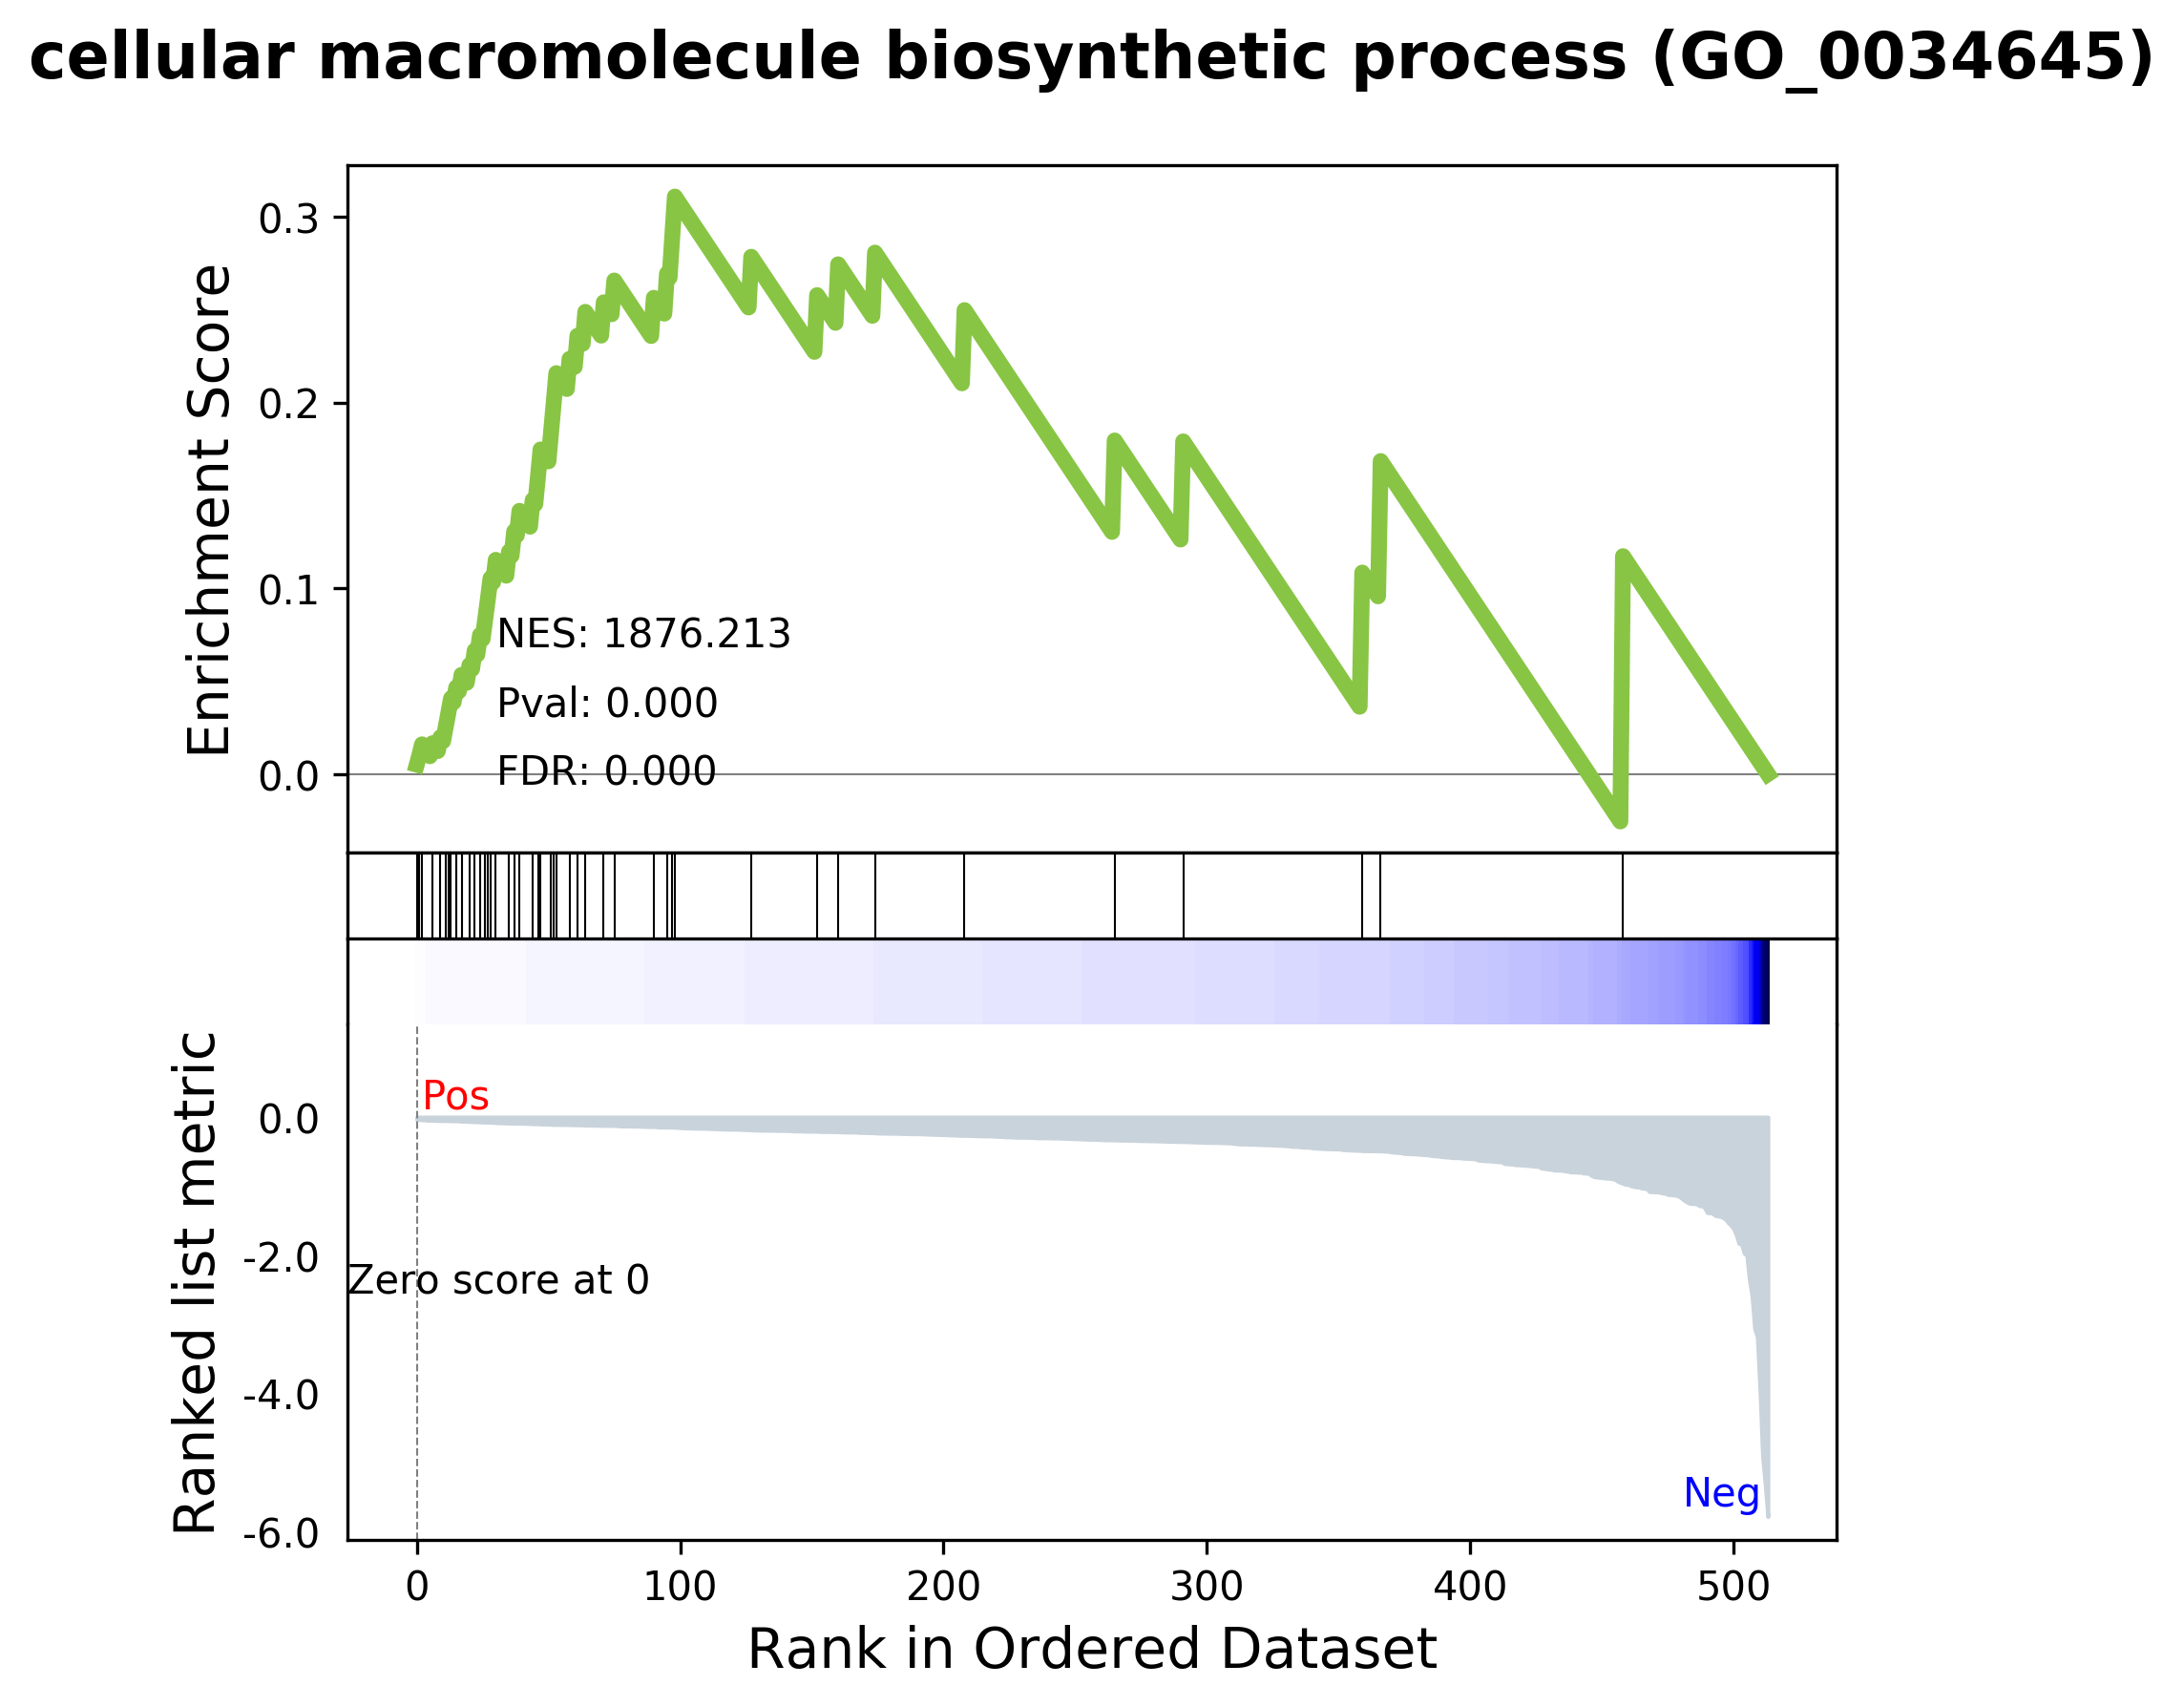 cellular macromolecule biosynthetic process (GO_0034645)
Enrichment Score
0.3
0.2
0.1
0.0
NES: 1876.213
Pval: 0.000
FDR: 0.000
Ranked list metric
0.0
-2.0
-4.0
-6.0
Pos
Zero score at 0
Neg
0 100 200 300 400 500
Rank in Ordered Dataset